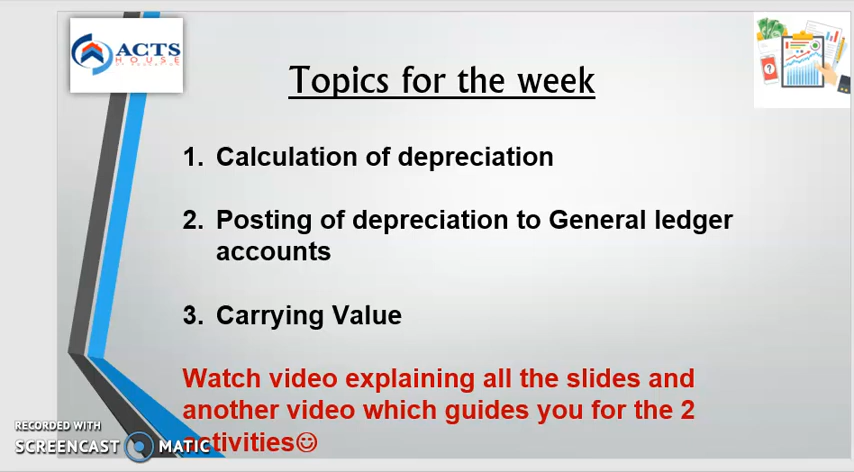 ACTS
HOUSE
OF EDUCATION
Topics for the week
1. Calculation of depreciation
2. Posting of depreciation to General ledger
accounts
3. Carrying Value
Watch video explaining all the slides and
another video which guides you for the 2
activities☺
RECORDED WITH
SCREENCAST MATIC